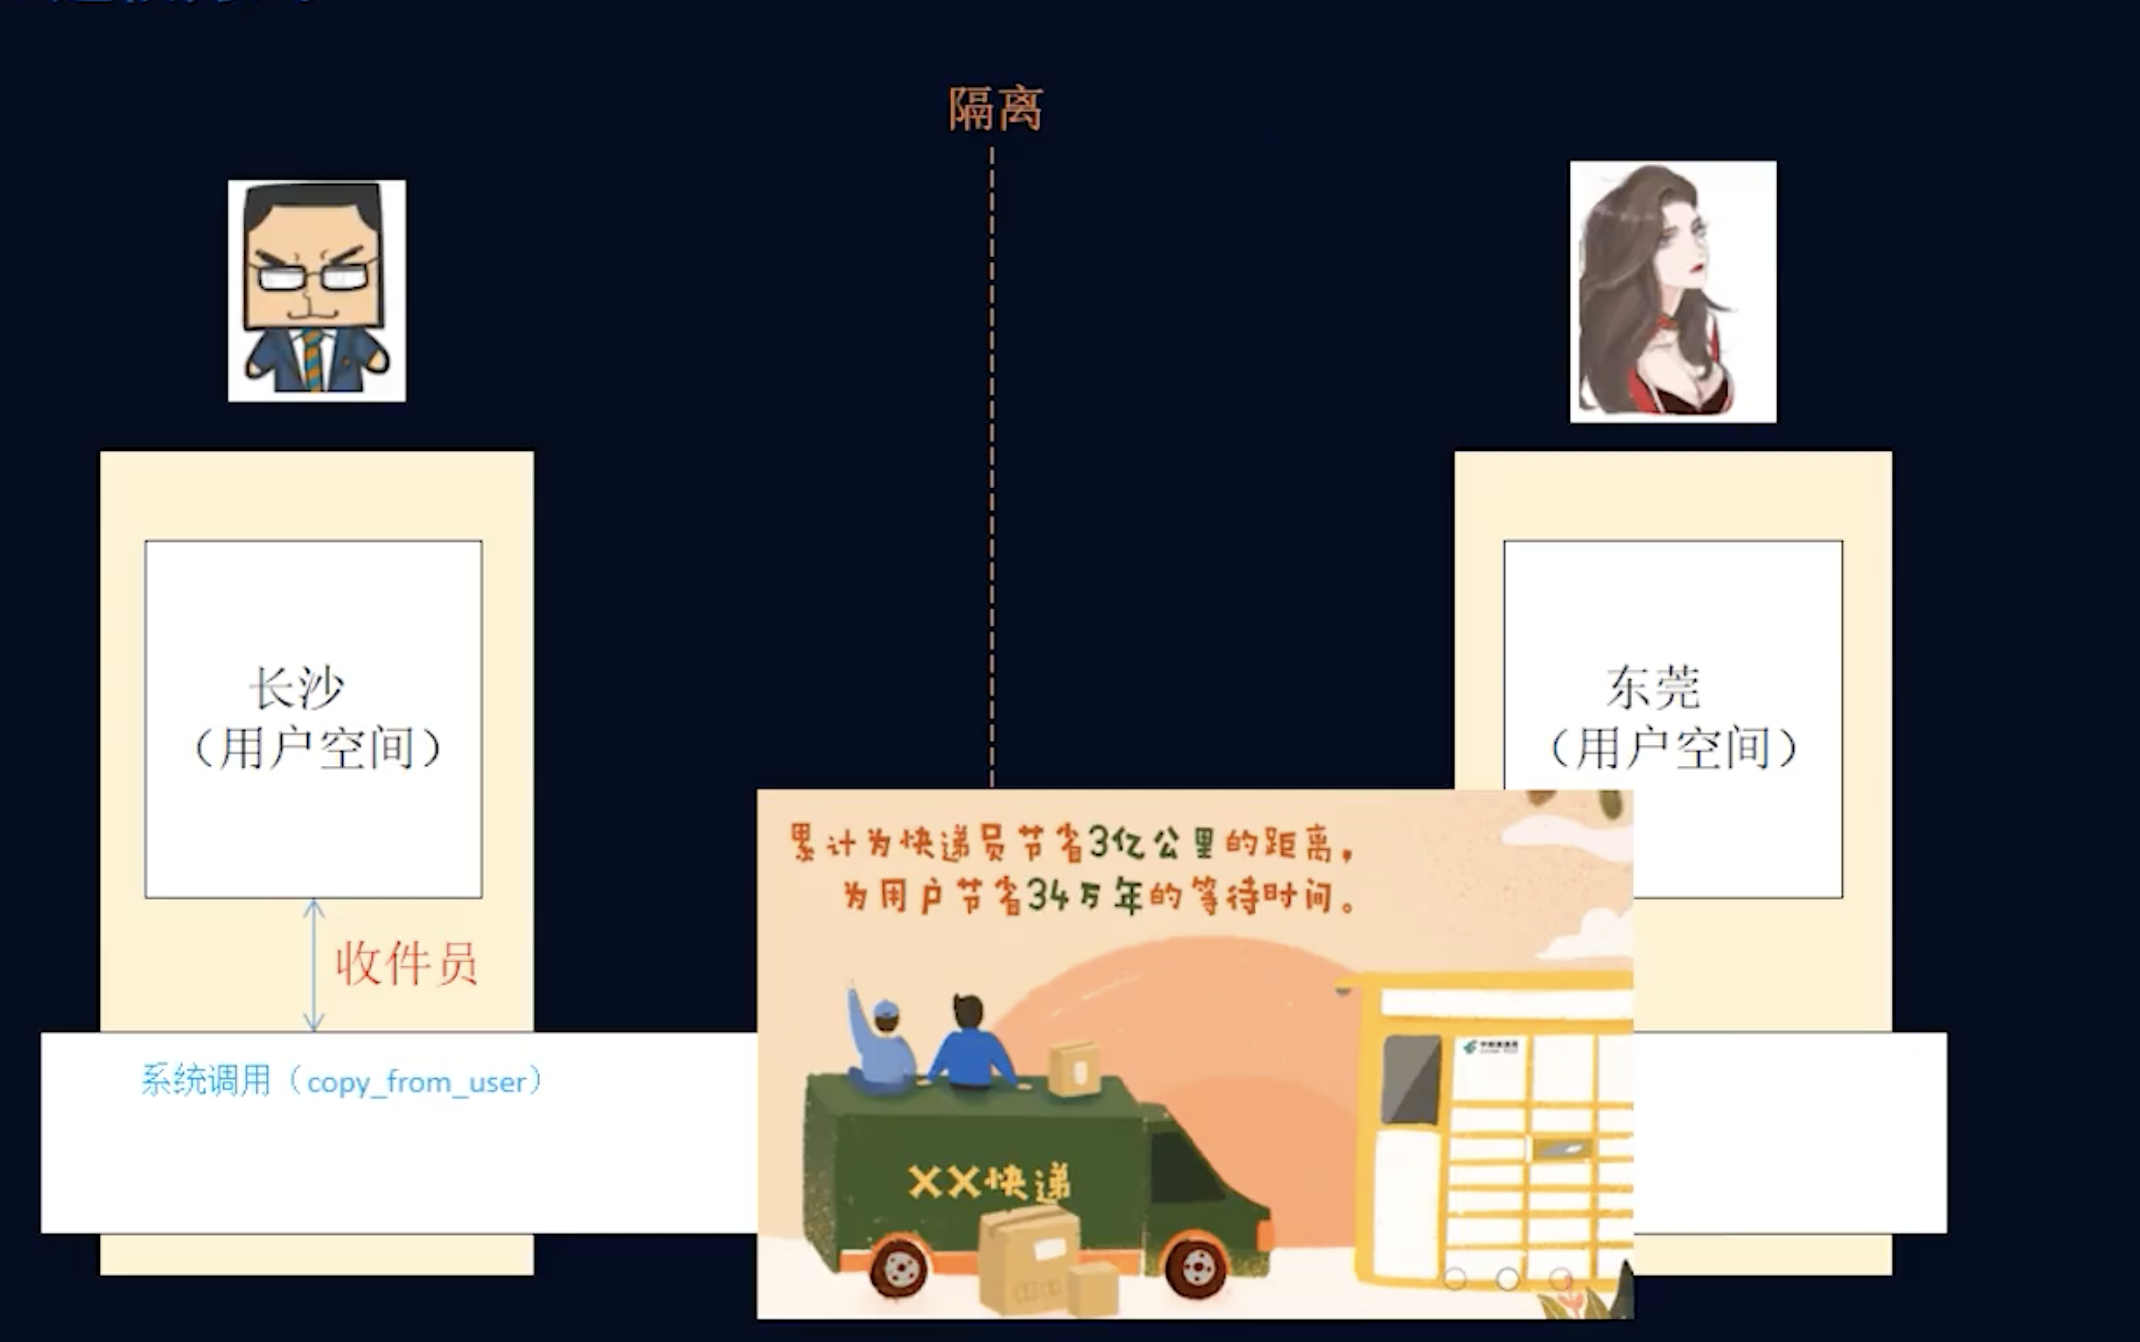 隔离
长沙
（用户空间）
东莞
（用户空间）
累计为快递员节省3亿公里的距离，
为用户节省34万年的等待时间。
收件员
系统调用（copy_from_user）
XX快递